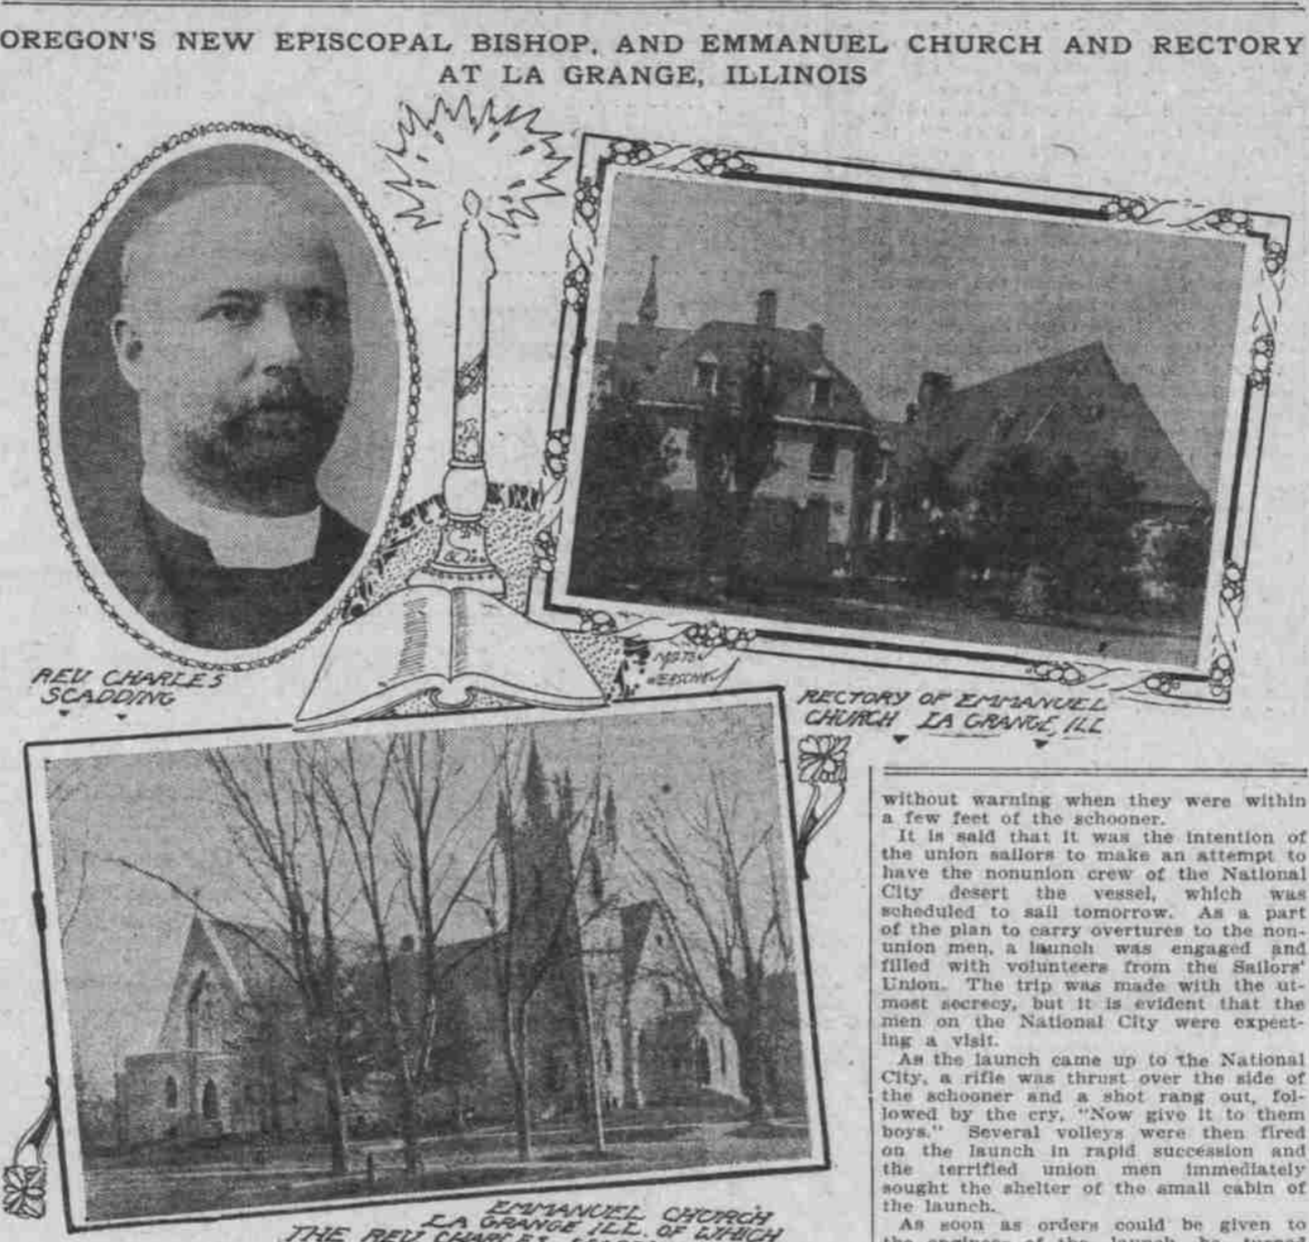 OREGON'S NEW EPISCOPAL BISHOP, AND EMMANUEL CHURCH AND RECTORY
AT LA GRANGE, ILLINOIS
REV CHARLES
SCADDING
RECTORY OF EMMANUEL
CHURCH LA GRANGE, ILL
EMMANUEL CHURCH
LA GRANGE ILL. OF WHICH
THE REV CHARLES
without warning when they were within
a few feet of the schooner.
It is said that it was the intention of
the union sailors to make an attempt to
have the nonunion crew of the National
City desert the vessel, which was
scheduled to sail tomorrow. As a part
of the plan to carry overtures to the non-
union men, a launch was engaged and
filled with volunteers from the Sailors'
Union. The trip was made with the ut-
most secrecy, but it is evident that the
men on the National City were expect-
ing a visit.
As the launch came up to the National
City, a rifle was thrust over the side of
the schooner and a shot rang out, fol-
lowed by the cry, "Now give it to them
boys." Several volleys were then fired
on the launch in rapid succession and
the terrified union men immediately
sought the shelter of the small cabin of
the launch.
As soon as orders could be given to
the engineer of the launch, he turned